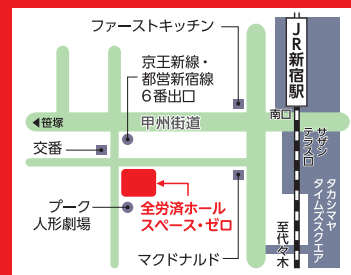 ファーストキッチン
JR新宿駅
京王新線・
都営新宿線
6番出口
◀笹塚
甲州街道
南口
サザン
テラス口
交番
タカシマヤ
タイムズスクエア
プーク
人形劇場
全労済ホール
スペース・ゼロ
至代々木
マクドナルド